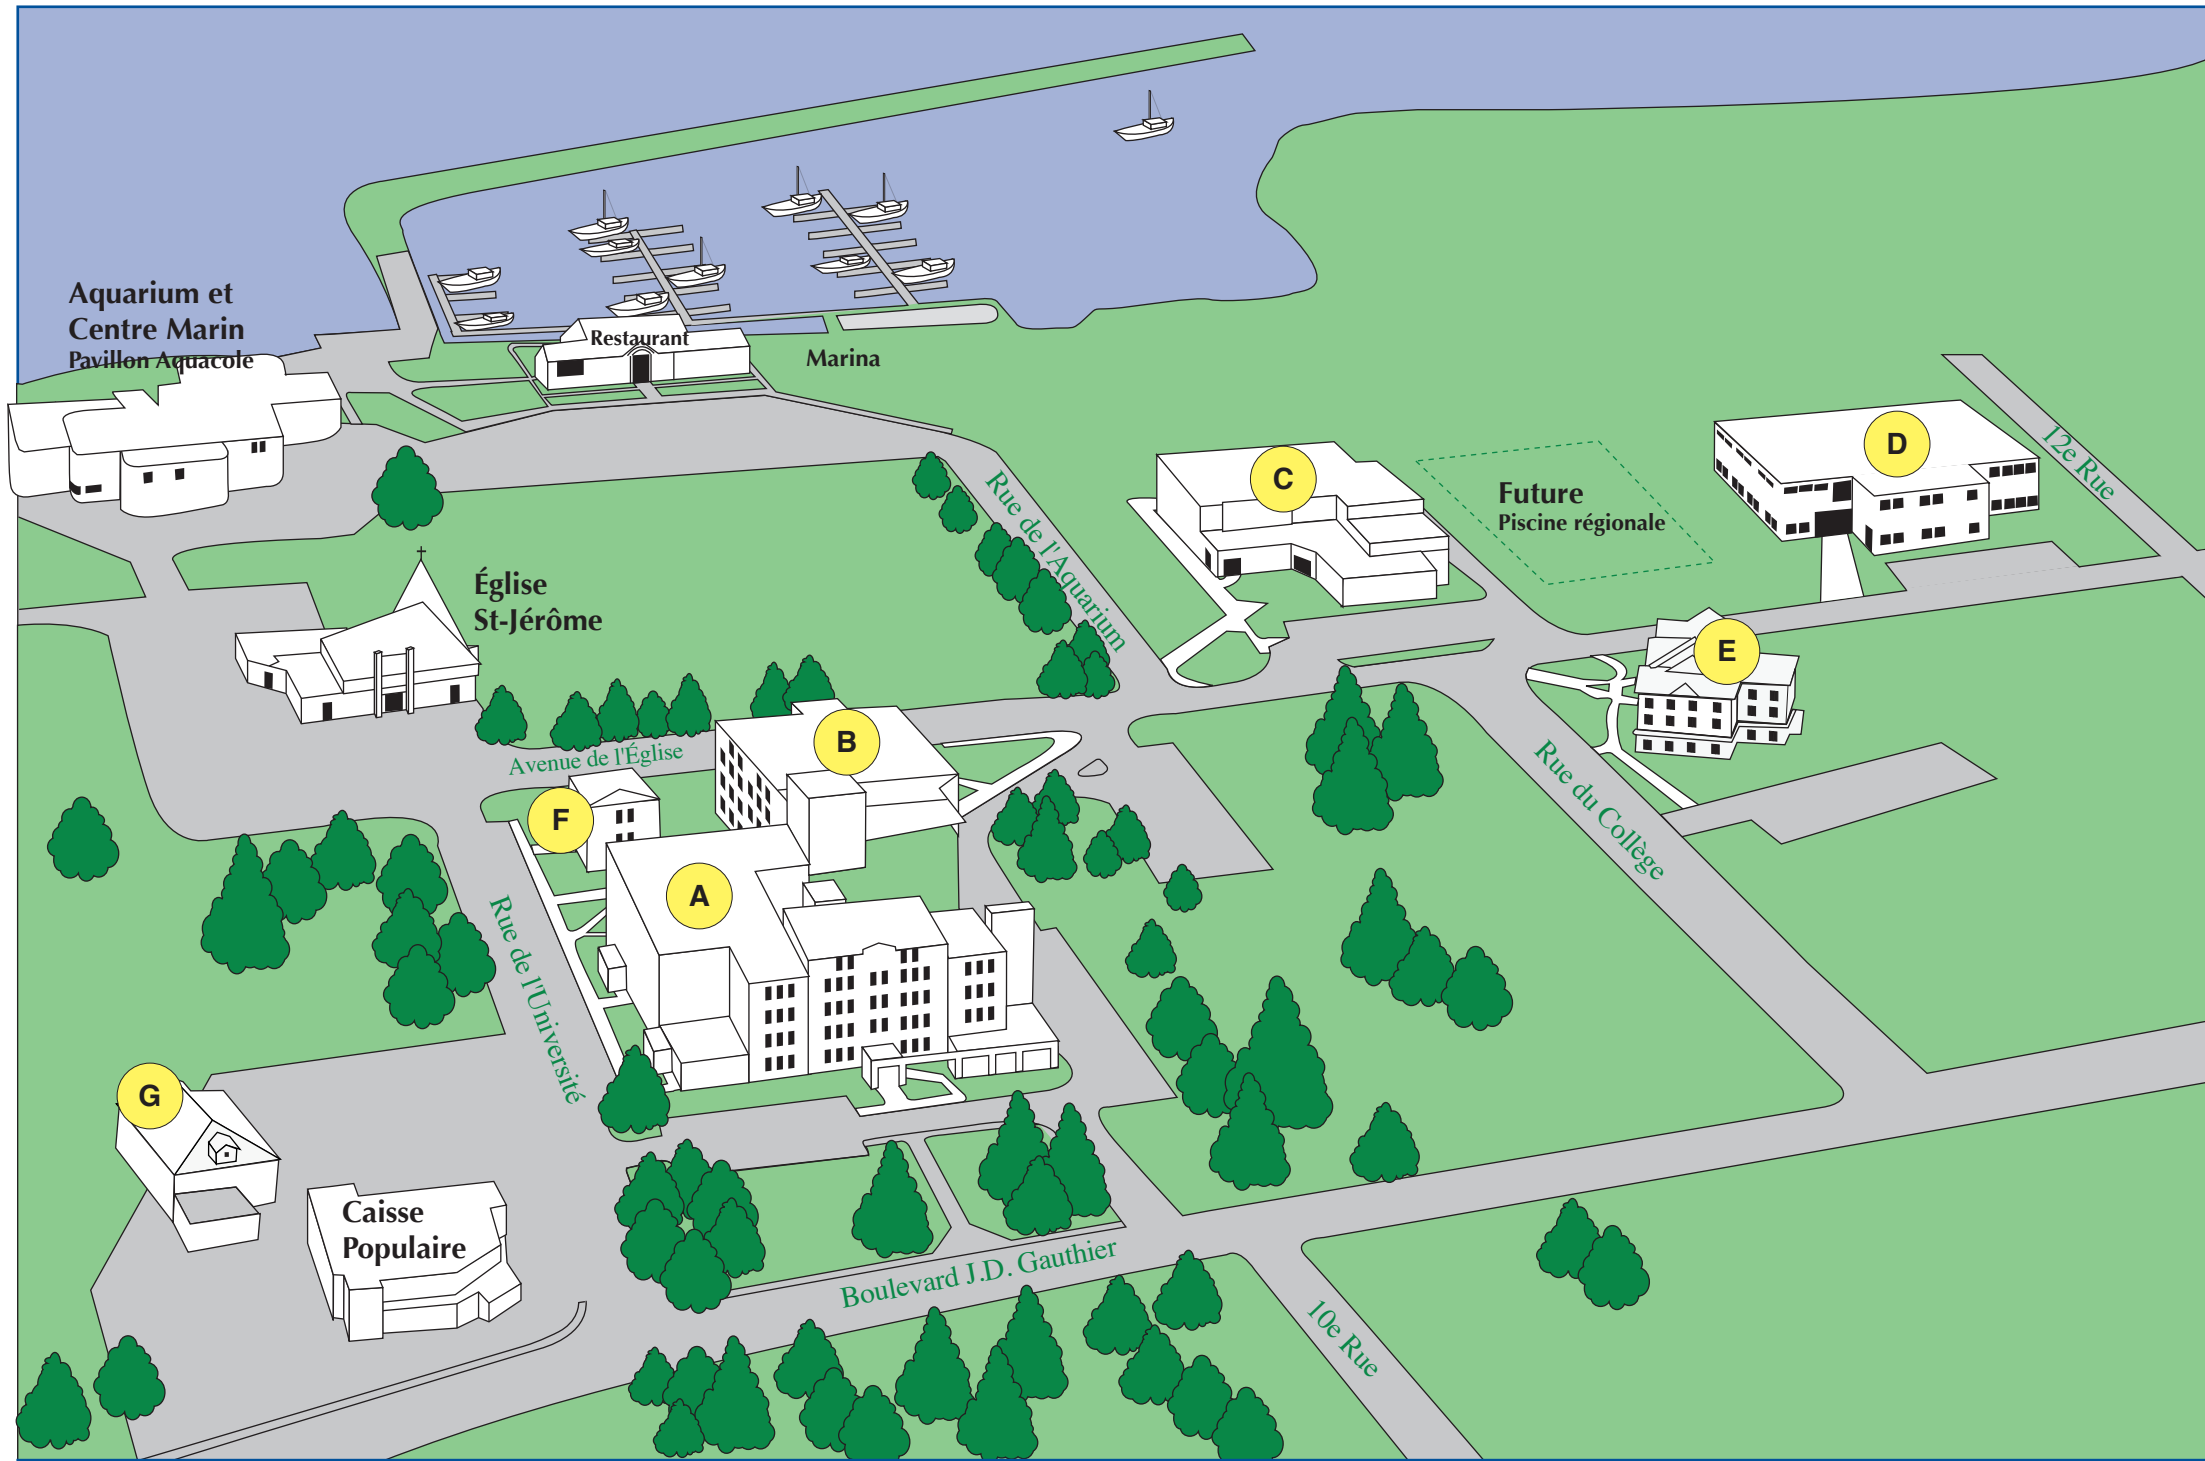 Aquarium et
Centre Marin
Pavillon Aquacole
Restaurant
Marina
12e Rue
D
C
Future
Piscine régionale
Rue de l'Aquarium
Église
St-Jérôme
E
B
Avenue de l'Église
Rue du Collège
F
A
Rue de l'Université
G
Caisse
Populaire
Boulevard J.D. Gauthier
10e Rue